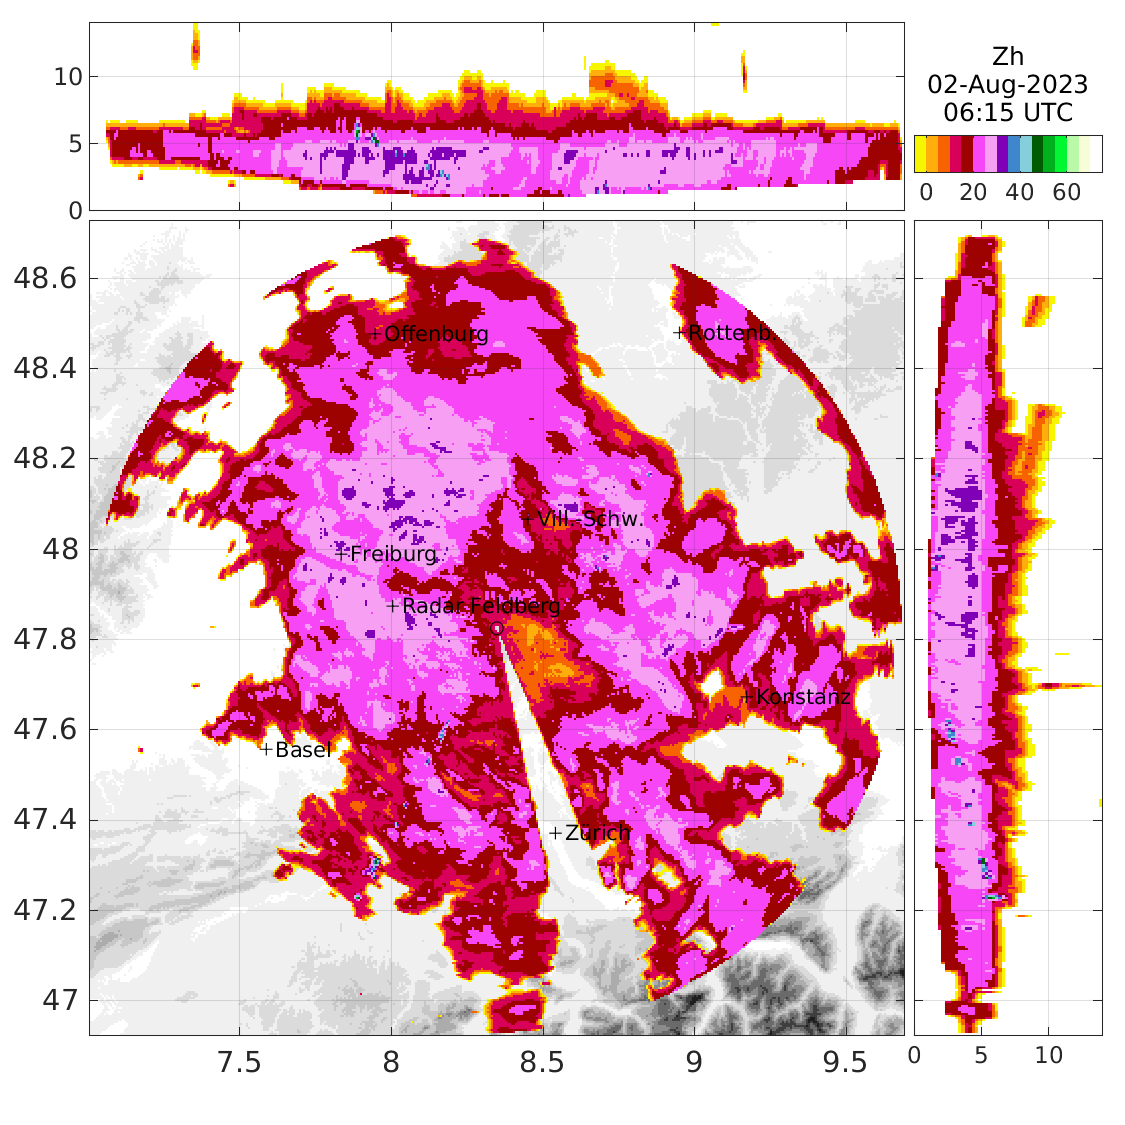 Zh
02-Aug-2023
06:15 UTC
0 20 40 60
10
5
0
48.6
48.4
48.2
48
47.8
47.6
47.4
47.2
47
Offenburg
Rottenb.
Vill.-Schw.
Freiburg
Radar Feldberg
Konstanz
Basel
Zürich
7.5 8 8.5 9 9.5
0 5 10